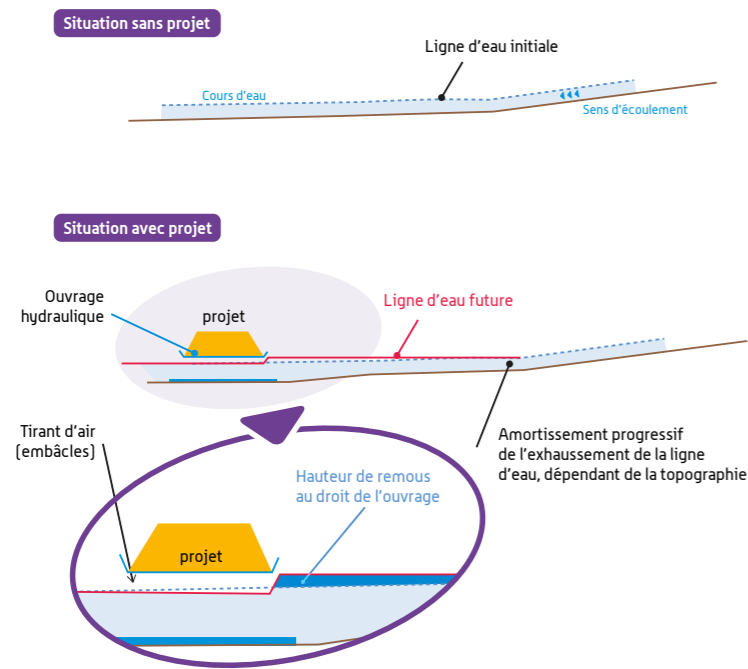 Situation sans projet
Ligne d'eau initiale
Cours d'eau
Sens d'écoulement
Situation avec projet
Ouvrage
hydraulique
projet
Ligne d'eau future
Amortissement progressif
de l'exhaussement de la ligne
d'eau, dépendant de la topographie
Tirant d'air
(embâcles)
Hauteur de remous
au droit de l'ouvrage
projet